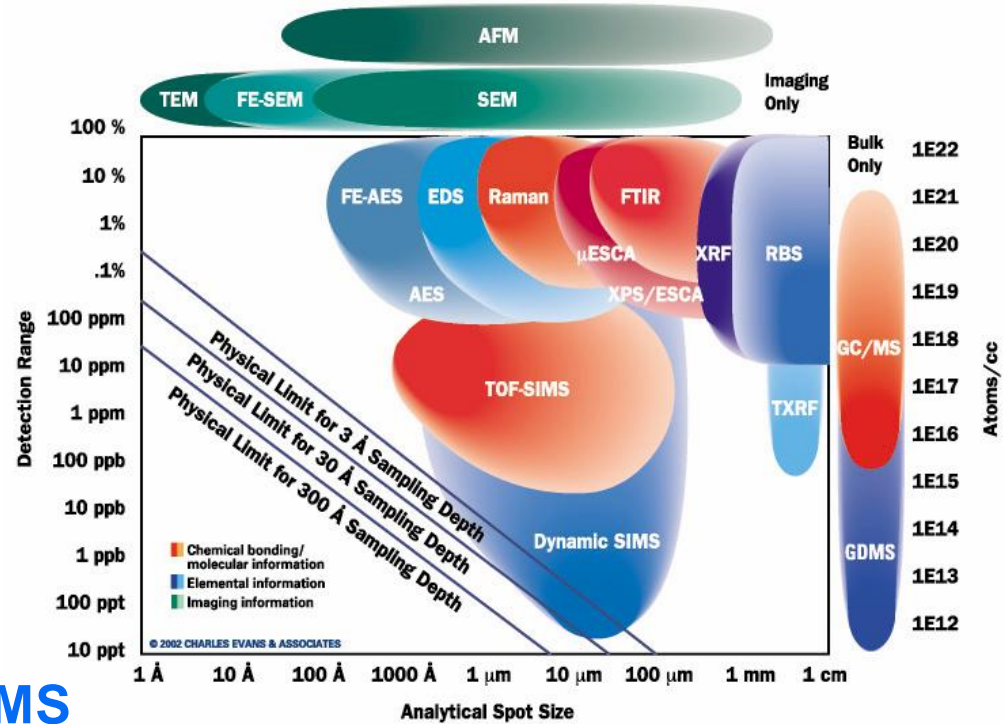 AFM
TEM FE-SEM SEM
Imaging
Only
Bulk
Only
Detection Range
100 %
10 %
1%
.1%
100 ppm
10 ppm
1 ppm
100 ppb
10 ppb
1 ppb
100 ppt
10 ppt
FE-AES EDS Raman FTIR
μESCA XRF RBS
AES XPS/ESCA
TOF-SIMS
TXRF
Dynamic SIMS
GC/MS
GDMS
Physical Limit for 3 Å Sampling Depth
Physical Limit for 30 Å Sampling Depth
Physical Limit for 300 Å Sampling Depth
Chemical bonding/
molecular information
Elemental information
Imaging information
© 2002 CHARLES EVANS & ASSOCIATES
1E22
1E21
1E20
1E19
1E18
1E17
1E16
1E15
1E14
1E13
1E12
Atoms/cc
1 Å 10 Å 100 Å 1000 Å 1 μm 10 μm 100 μm 1 mm 1 cm
Analytical Spot Size
MS